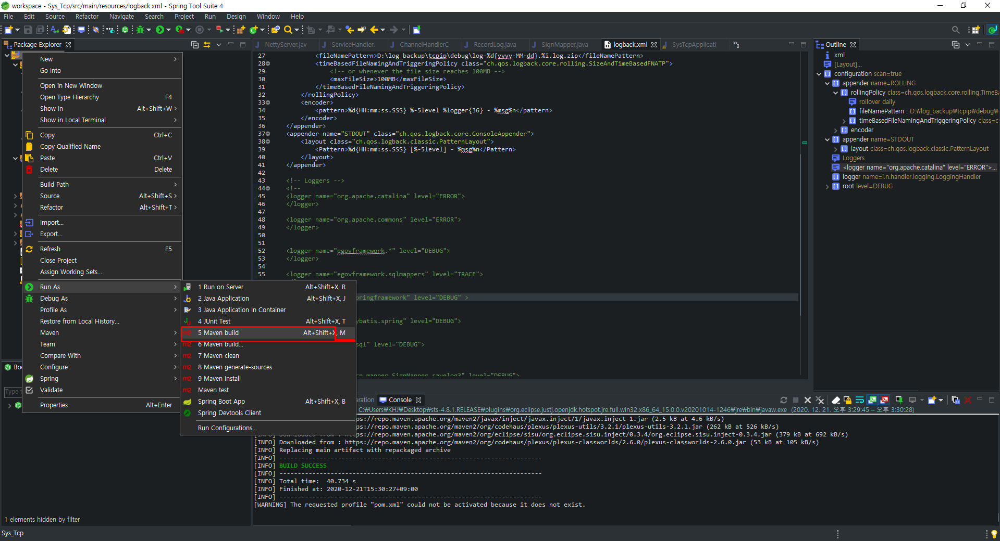 workspace - Sys_Tcp/src/main/resources/logback.xml - Spring Tool Suite 4
File Edit Source Refactor Navigate Search Project Run Design Window Help
Package Explorer
New
Go Into
Open in New Window
Open Type Hierarchy F4
Show In Alt+Shift+W
Show in Local Terminal
Copy Ctrl+C
Copy Qualified Name
Paste Ctrl+V
Delete Delete
Build Path
Source Alt+Shift+S
Refactor Alt+Shift+T
Import...
Export...
Refresh F5
Close Project
Assign Working Sets...
Run As
Debug As
Profile As
Restore from Local History...
Maven
Team
Compare With
Configure
Spring
Validate
Properties Alt+Enter
1 Run on Server Alt+Shift+X, R
2 Java Application Alt+Shift+X, J
3 Java Application In Container
4 JUnit Test Alt+Shift+X, T
5 Maven build Alt+Shift+X, M
6 Maven build...
7 Maven clean
8 Maven generate-sources
9 Maven install
Maven test
Spring Boot App Alt+Shift+X, B
Spring Devtools Client
Run Configurations...
Boo
Type t
1 elements hidden by filter
Sys_Tcp
NettyServer.jav ServiceHandler. ChannelHandlerC RecordLog.java SignMapper.java logback.xml SysTcpApplicati »8
27 <fileNamePattern>D:\log_backup\tcpip\debug\log-%d{yyyy-MM-dd}.%i.log.zip</fileNamePattern>
28 <timeBasedFileNamingAndTriggeringPolicy class="ch.qos.logback.core.rolling.SizeAndTimeBasedFNATP">
29 <!-- or whenever the file size reaches 100MB -->
30 <maxFileSize>100MB</maxFileSize>
31 </timeBasedFileNamingAndTriggeringPolicy>
32 </rollingPolicy>
33 <encoder>
34 <pattern>%d{HH:mm:ss.SSS} %-5level %logger{36} - %msg%n</pattern>
35 </encoder>
36 </appender>
37 <appender name="STDOUT" class="ch.qos.logback.core.ConsoleAppender">
38 <layout class="ch.qos.logback.classic.PatternLayout">
39 <Pattern>%d{HH:mm:ss.SSS} [%-5level] - %msg%n</Pattern>
40 </layout>
41 </appender>
42
43 <!-- Loggers -->
44 <!--
45 <logger name="org.apache.catalina" level="ERROR">
46 </logger>
47
48 <logger name="org.apache.commons" level="ERROR">
49 </logger>
50
51
52 <logger name="egovframework.*" level="DEBUG">
53 </logger>
54
55 <logger name="egovframework.sqlmappers" level="TRACE">
ringframework" level="DEBUG" >
ybatis.spring" level="DEBUG">
sql" level="DEBUG">
cp.mapper.SignMapper.savelog3" level="DEBUG">
Outline
xml
[Layout]...
configuration scan=true
appender name=ROLLING
rollingPolicy class=ch.qos.logback.core.rolling.TimeBa
rollover daily
fileNamePattern : D:₩log_backup₩tcpip₩debug₩
timeBasedFileNamingAndTriggeringPolicy class=c
encoder
appender name=STDOUT
layout class=ch.qos.logback.classic.PatternLayout
Loggers
<logger name="org.apache.catalina" level="ERROR">...
logger name=i.n.handler.logging.LoggingHandler
root level=DEBUG
aration Console
C:₩Users₩KHJ₩Desktop₩sts-4.8.1.RELEASE₩plugins₩org.eclipse.justj.openjdk.hotspot.jre.full.win32.x86_64_15.0.0.v20201014-1246₩jre₩bin₩javaw.exe (2020. 12. 21. 오후 3:29:45 – 오후 3:30:28)
ps://repo.maven.apache.org/maven2/javax/inject/javax.inject/1/javax.inject-1.jar (2.5 kB at 4.6 kB/s)
ps://repo.maven.apache.org/maven2/org/codehaus/plexus/plexus-utils/3.2.1/plexus-utils-3.2.1.jar (262 kB at 526 kB/s)
[INFO] Downloaded from : https://repo.maven.apache.org/maven2/org/eclipse/sisu/org.eclipse.sisu.inject/0.3.4/org.eclipse.sisu.inject-0.3.4.jar (379 kB at 692 kB/s)
[INFO] Downloaded from : https://repo.maven.apache.org/maven2/org/codehaus/plexus/plexus-classworlds/2.6.0/plexus-classworlds-2.6.0.jar (53 kB at 105 kB/s)
[INFO] Replacing main artifact with repackaged archive
[INFO] ------------------------------------------------------------------------
[INFO] BUILD SUCCESS
[INFO] ------------------------------------------------------------------------
[INFO] Total time:  40.734 s
[INFO] Finished at: 2020-12-21T15:30:27+09:00
[INFO] ------------------------------------------------------------------------
[WARNING] The requested profile "pom.xml" could not be activated because it does not exist.